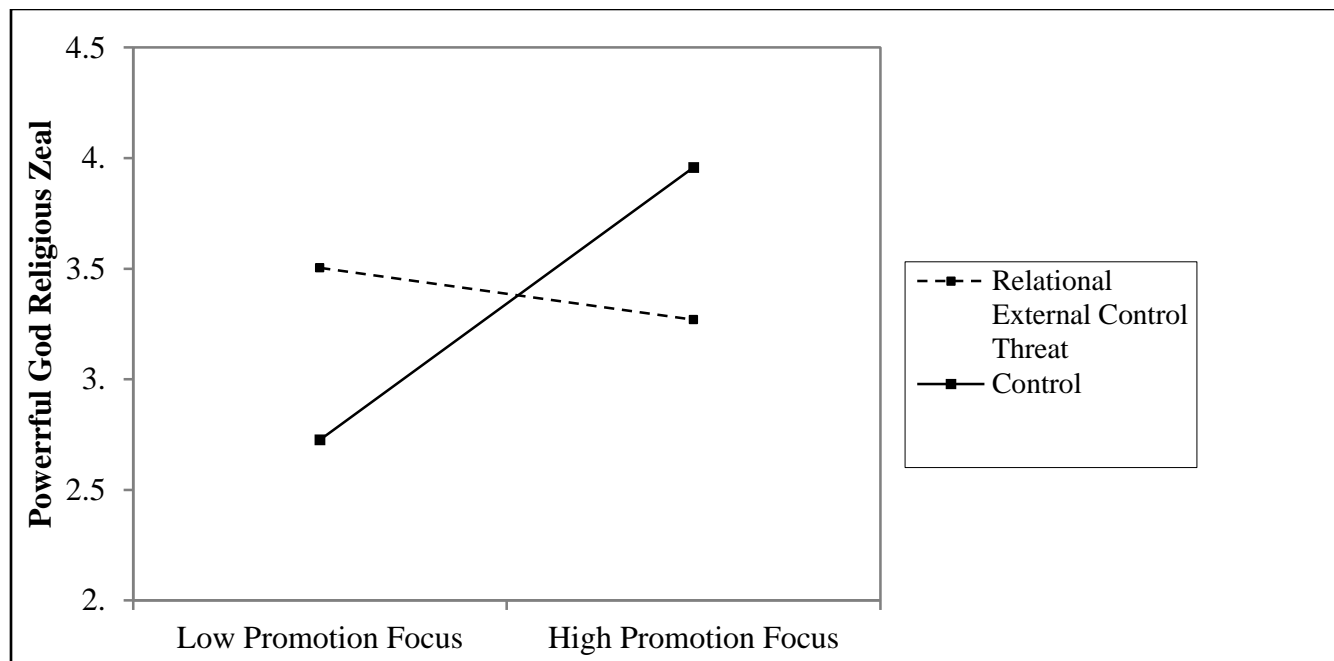 Powerrful God Religious Zeal
4.5
4.
3.5
3.
2.5
2.
Low Promotion Focus
High Promotion Focus
Relational
External Control
Threat
Control